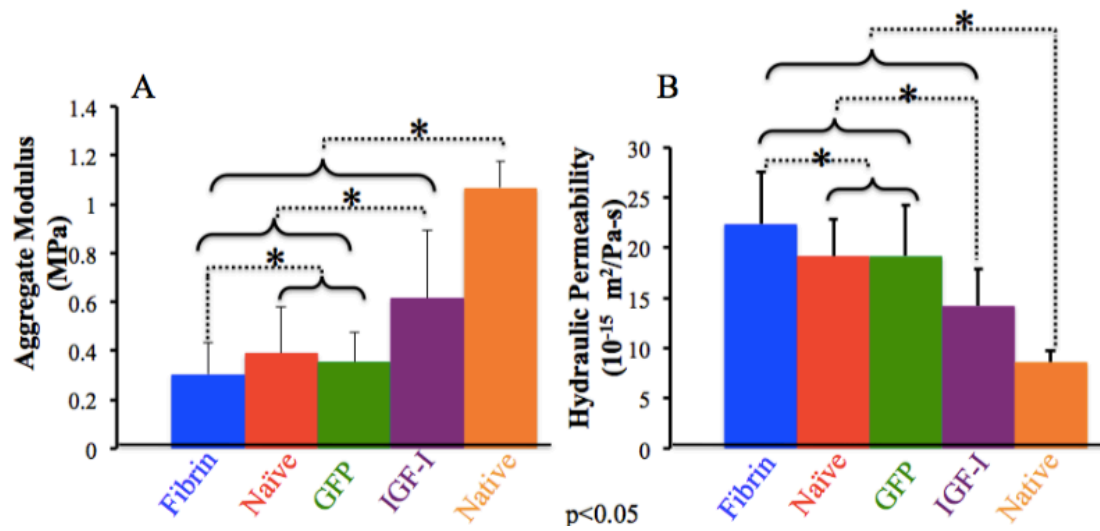 A
Aggregate Modulus
(MPa)
1.4
1.2
1
0.8
0.6
0.4
0.2
0
*
*
*
Fibrin
Naïve
GFP
IGF-I
Native
B
Hydraulic Permeability
(10⁻¹⁵ m²/Pa-s)
30
25
20
15
10
5
0
*
*
*
Fibrin
Naïve
GFP
IGF-I
Native
p<0.05